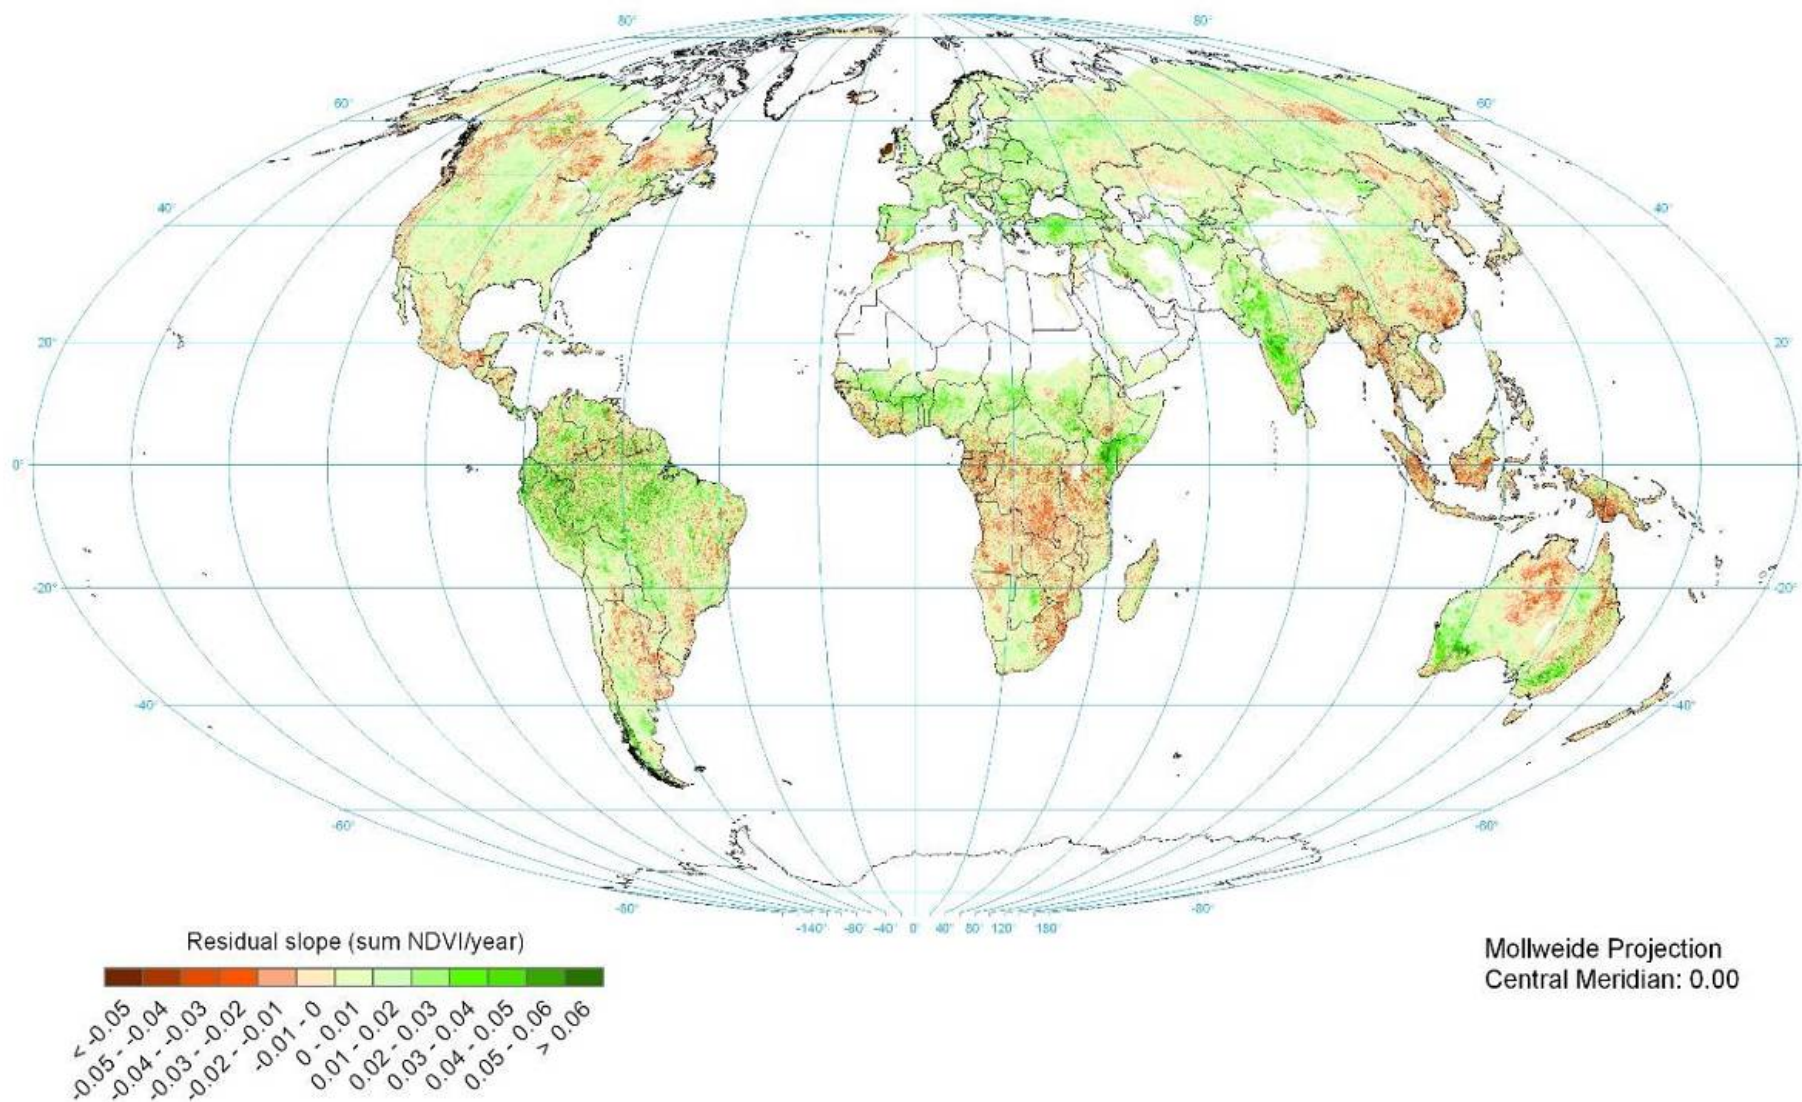 80° 80°
60° 60°
40° 40°
20° 20°
0°
-20° -20°
-40° -40°
-60° -60°
-80° -80°
-140° -80° -40° 0° 40° 80° 120° 180°
Residual slope (sum NDVI/year)
< -0.05
-0.05 - -0.04
-0.04 - -0.03
-0.03 - -0.02
-0.02 - -0.01
-0.01 - 0
0 - 0.01
0.01 - 0.02
0.02 - 0.03
0.03 - 0.04
0.04 - 0.05
0.05 - 0.06
> 0.06
Mollweide Projection
Central Meridian: 0.00